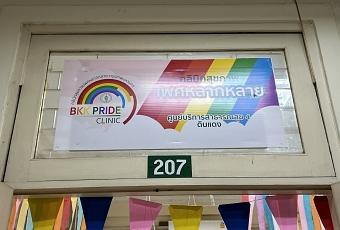 คลินิกสุขภาพ
เพศหลากหลาย
ศูนย์บริการสาธารณสุข 4
ดินแดง
BKK PRIDE
CLINIC
207